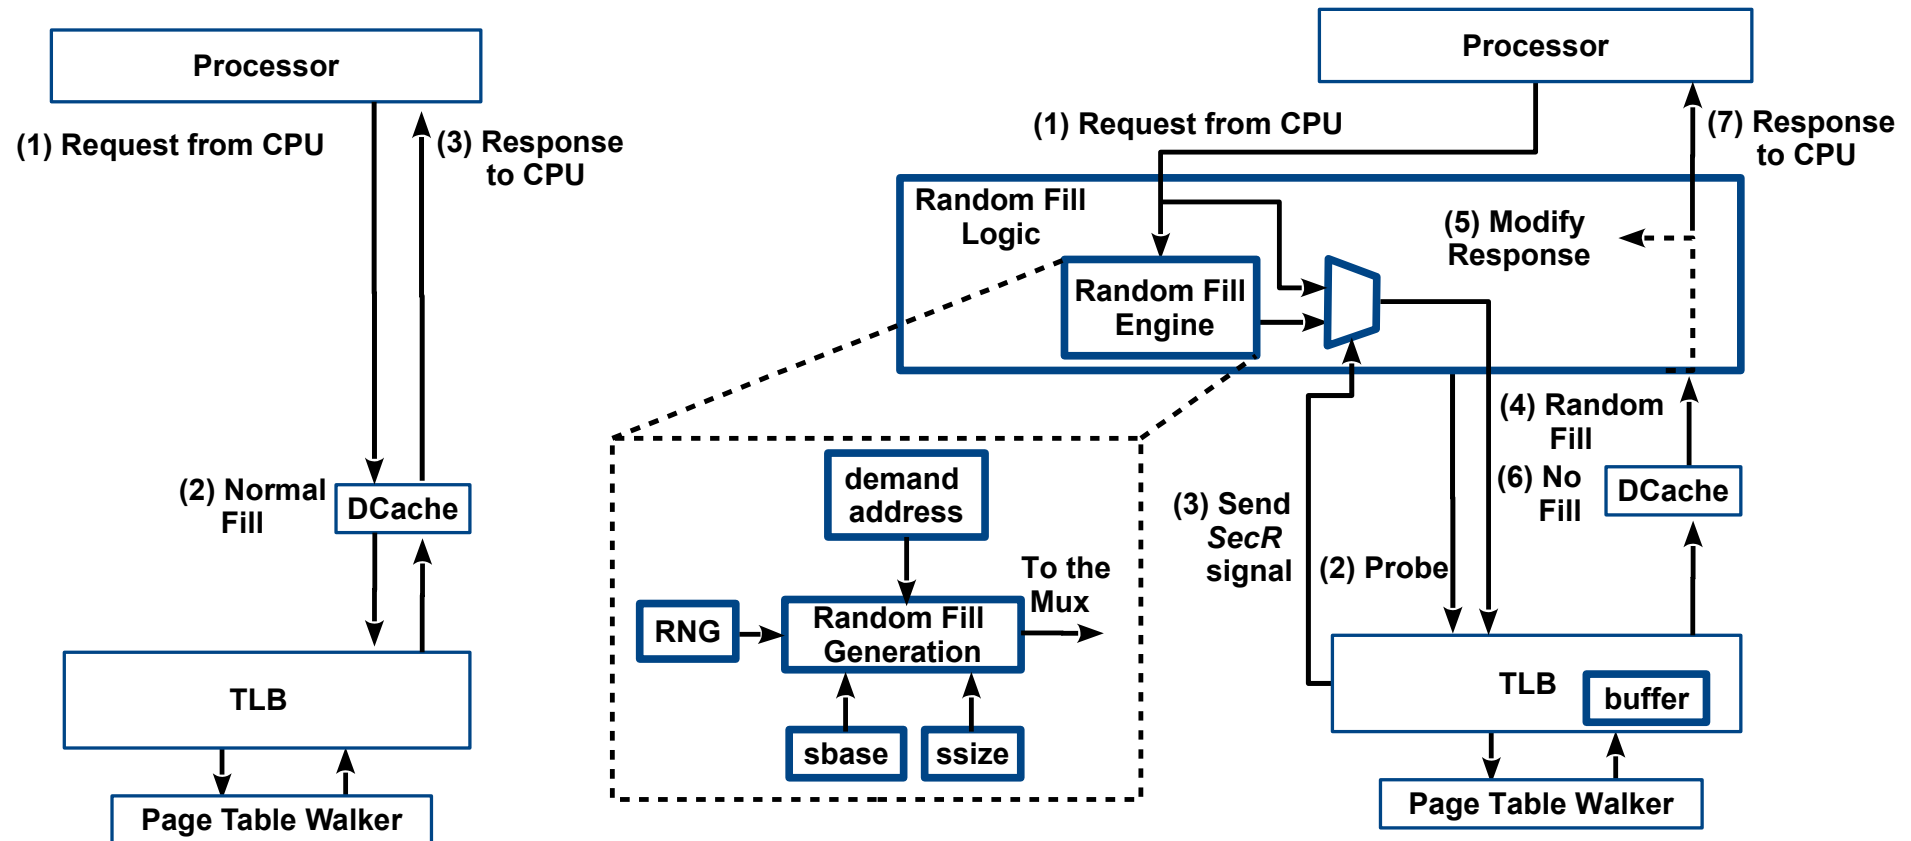 Processor
(1) Request from CPU
(3) Response
to CPU
(2) Normal
Fill
DCache
TLB
Page Table Walker
demand
address
RNG
Random Fill
Generation
To the
Mux
sbase
ssize
Processor
(1) Request from CPU
(7) Response
to CPU
Random Fill
Logic
(5) Modify
Response
Random Fill
Engine
(4) Random
Fill
(6) No
Fill
DCache
(3) Send
SecR
signal
(2) Probe
TLB
buffer
Page Table Walker